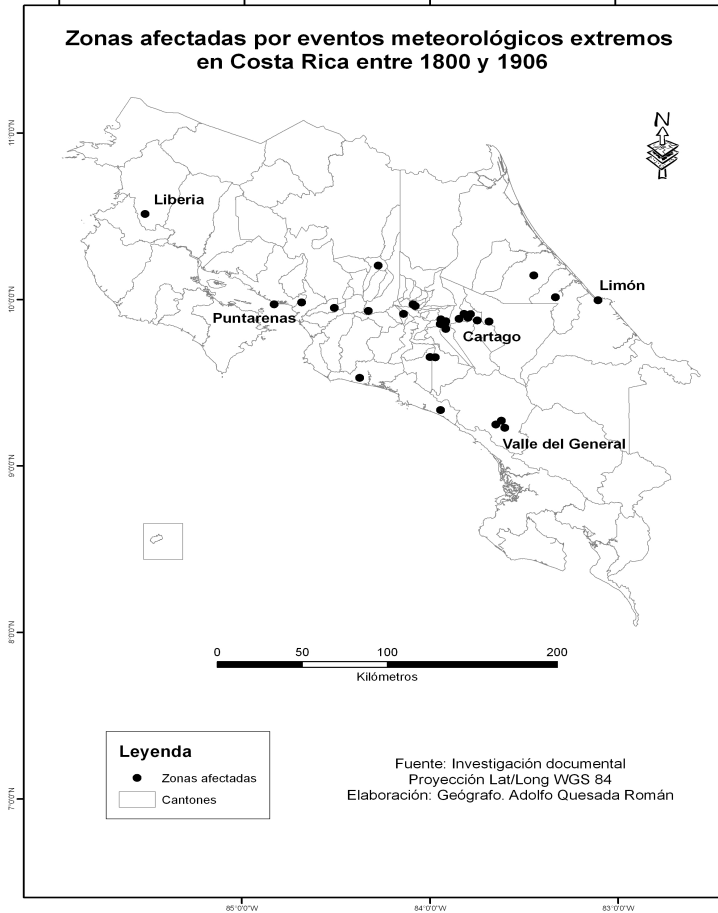 Zonas afectadas por eventos meteorológicos extremos
en Costa Rica entre 1800 y 1906
N
11°0'0"N
Liberia
10°0'0"N
Limón
Puntarenas
Cartago
Valle del General
9°0'0"N
8°0'0"N
0 50 100 200
Kilómetros
Leyenda
Zonas afectadas
Cantones
Fuente: Investigación documental
Proyección Lat/Long WGS 84
Elaboración: Geógrafo. Adolfo Quesada Román
7°0'0"N
85°0'0"W 84°0'0"W 83°0'0"W